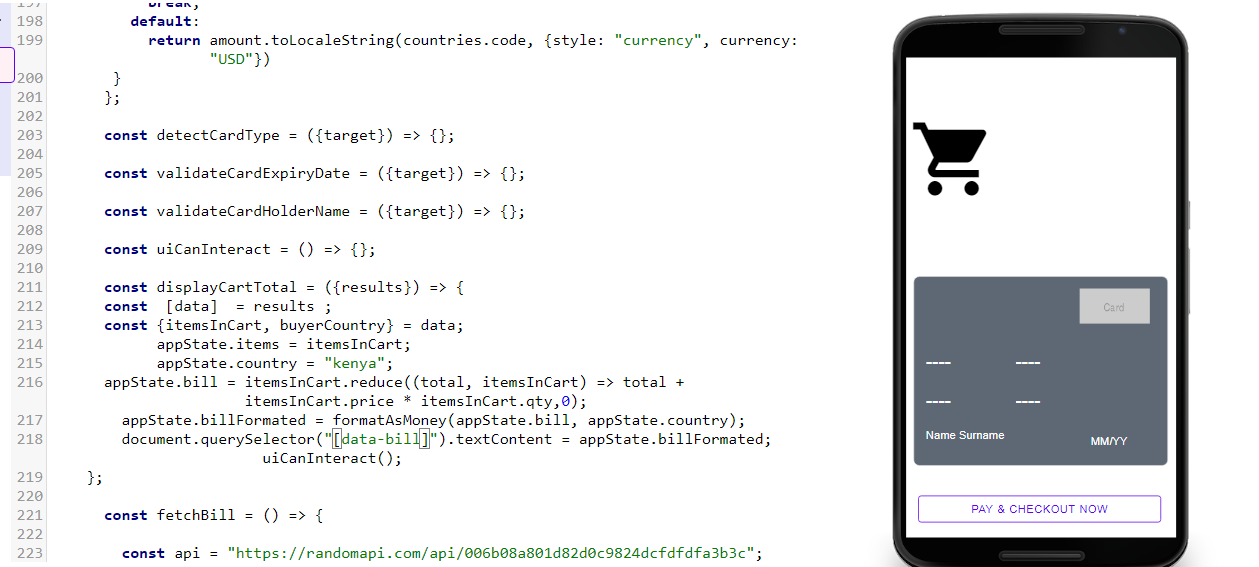 197 break;
198 default:
199 return amount.toLocaleString(countries.code, {style: "currency", currency:
"USD"})
200 }
201 };
202
203 const detectCardType = ({target}) => {};
204
205 const validateCardExpiryDate = ({target}) => {};
206
207 const validateCardHolderName = ({target}) => {};
208
209 const uiCanInteract = () => {};
210
211 const displayCartTotal = ({results}) => {
212 const [data] = results ;
213 const {itemsInCart, buyerCountry} = data;
214 appState.items = itemsInCart;
215 appState.country = "kenya";
216 appState.bill = itemsInCart.reduce((total, itemsInCart) => total +
itemsInCart.price * itemsInCart.qty,0);
217 appState.billFormated = formatAsMoney(appState.bill, appState.country);
218 document.querySelector("[data-bill]").textContent = appState.billFormated;
uiCanInteract();
219 };
220
221 const fetchBill = () => {
222
223 const api = "https://randomapi.com/api/006b08a801d82d0c9824dcfdfdfa3b3c";
Card
---- ----
---- ----
Name Surname
MM/YY
PAY & CHECKOUT NOW